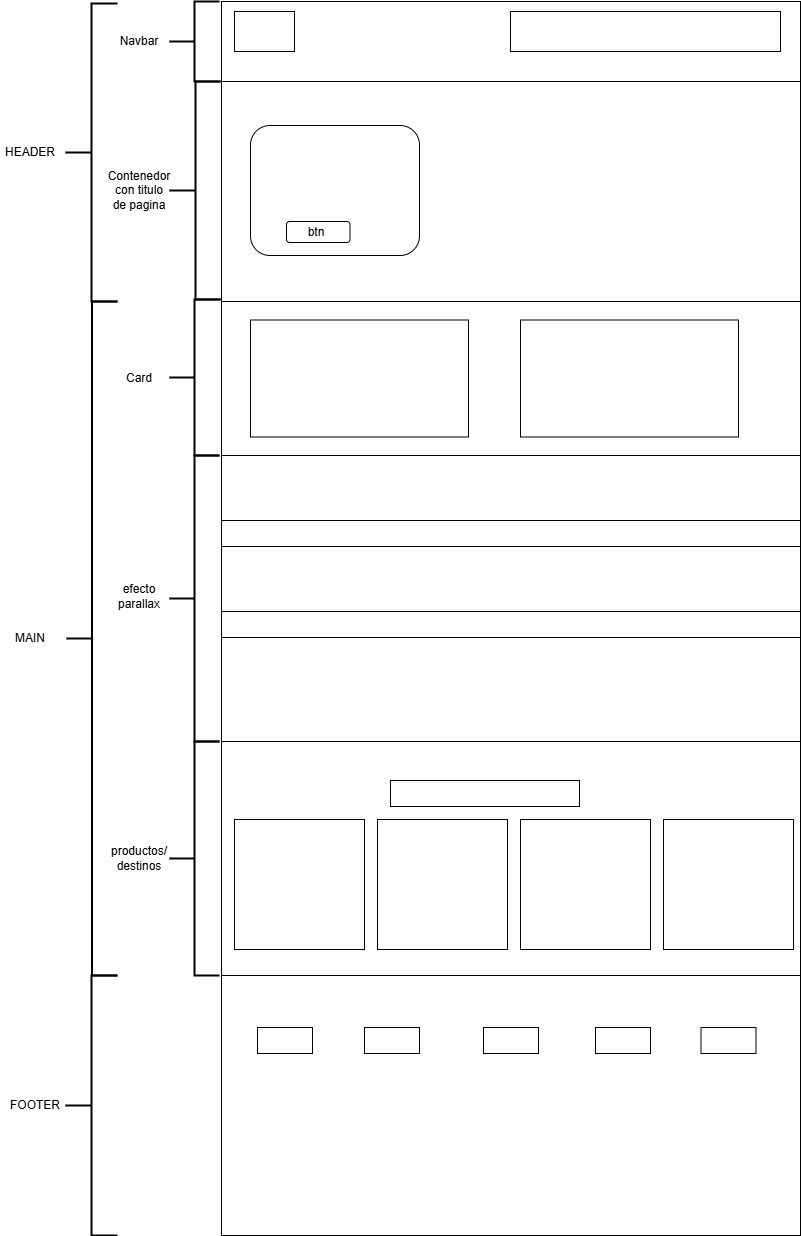 Navbar
HEADER
Contenedor
con titulo
de pagina
btn
Card
efecto
parallax
MAIN
productos/
destinos
FOOTER